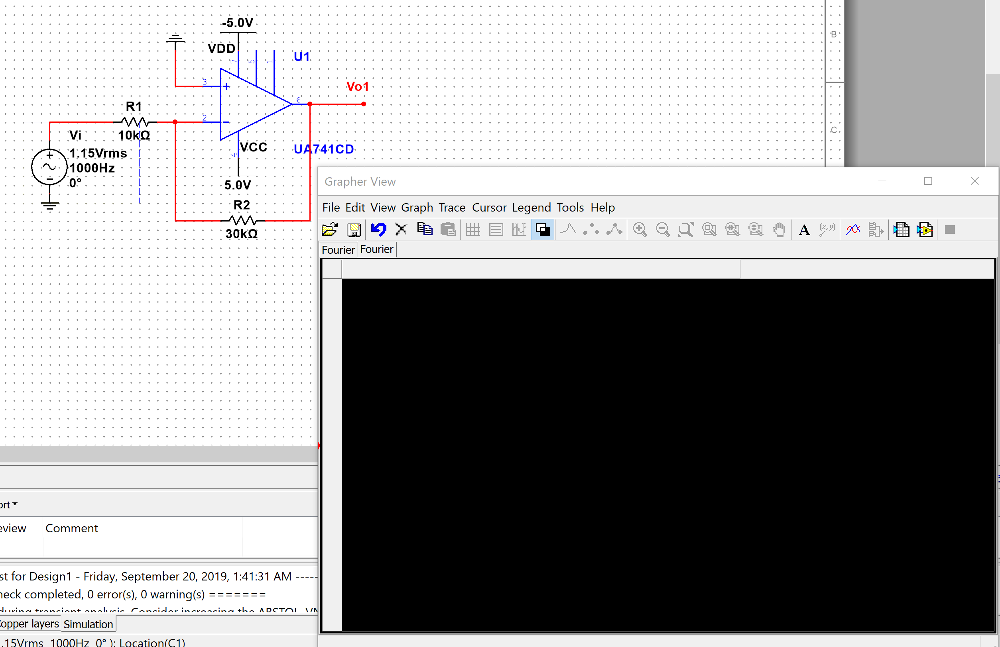 -5.0V
VDD
7
5
1
U1
B
3
+
Vo1
6
R1
2
Vi
10kΩ
C
VCC
UA741CD
1.15Vrms
4
1000Hz
0°
5.0V
R2
30kΩ
Grapher View
File Edit View Graph Trace Cursor Legend Tools Help
A
Fourier Fourier
ort
eview Comment
st for Design1 - Friday, September 20, 2019, 1:41:31 AM -----
heck completed, 0 error(s), 0 warning(s) =======
during transient analysis. Consider increasing the ABSTOL, VN
Copper layers Simulation
.15Vrms 1000Hz 0° ); Location(C1)